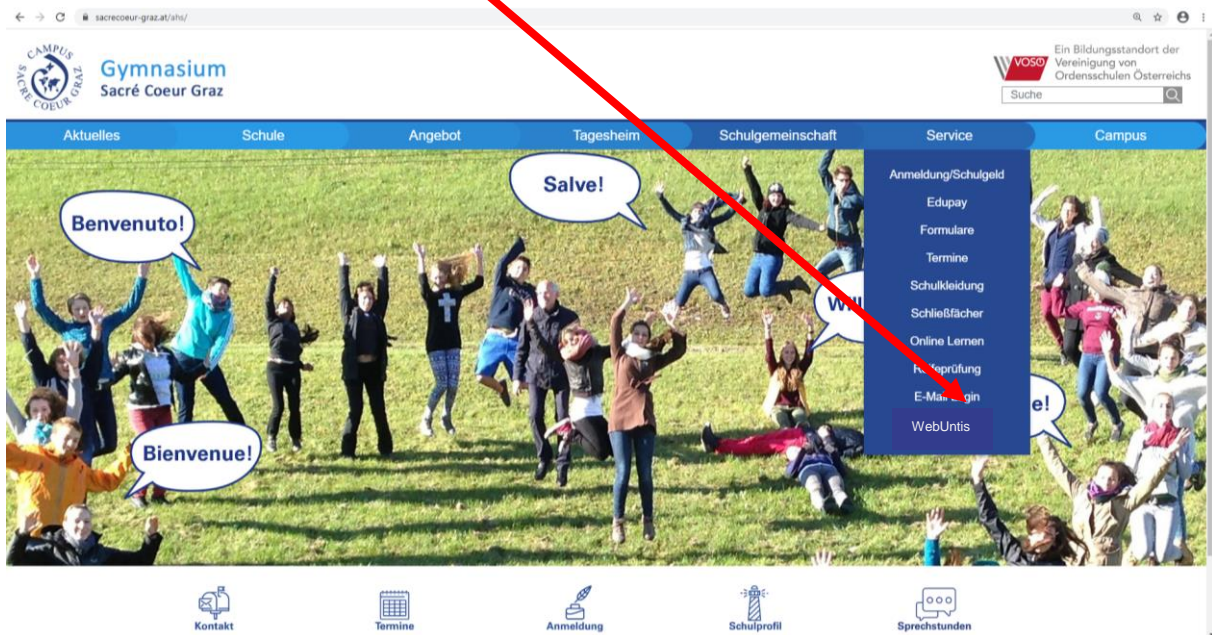 sacrecoeur-graz.at/ahs/
CAMPUS
SACRÉ COEUR GRAZ
Gymnasium
Sacré Coeur Graz
VOSÖ
Ein Bildungsstandort der
Vereinigung von
Ordensschulen Österreichs
Suche
Aktuelles Schule Angebot Tagesheim Schulgemeinschaft Service Campus
Anmeldung/Schulgeld
Edupay
Formulare
Termine
Schulkleidung
Schließfächer
Online Lernen
E-Mail
WebUntis
Salve!
Benvenuto!
Bienvenue!
e!
Kontakt Termine Anmeldung Schulprofil Sprechstunden